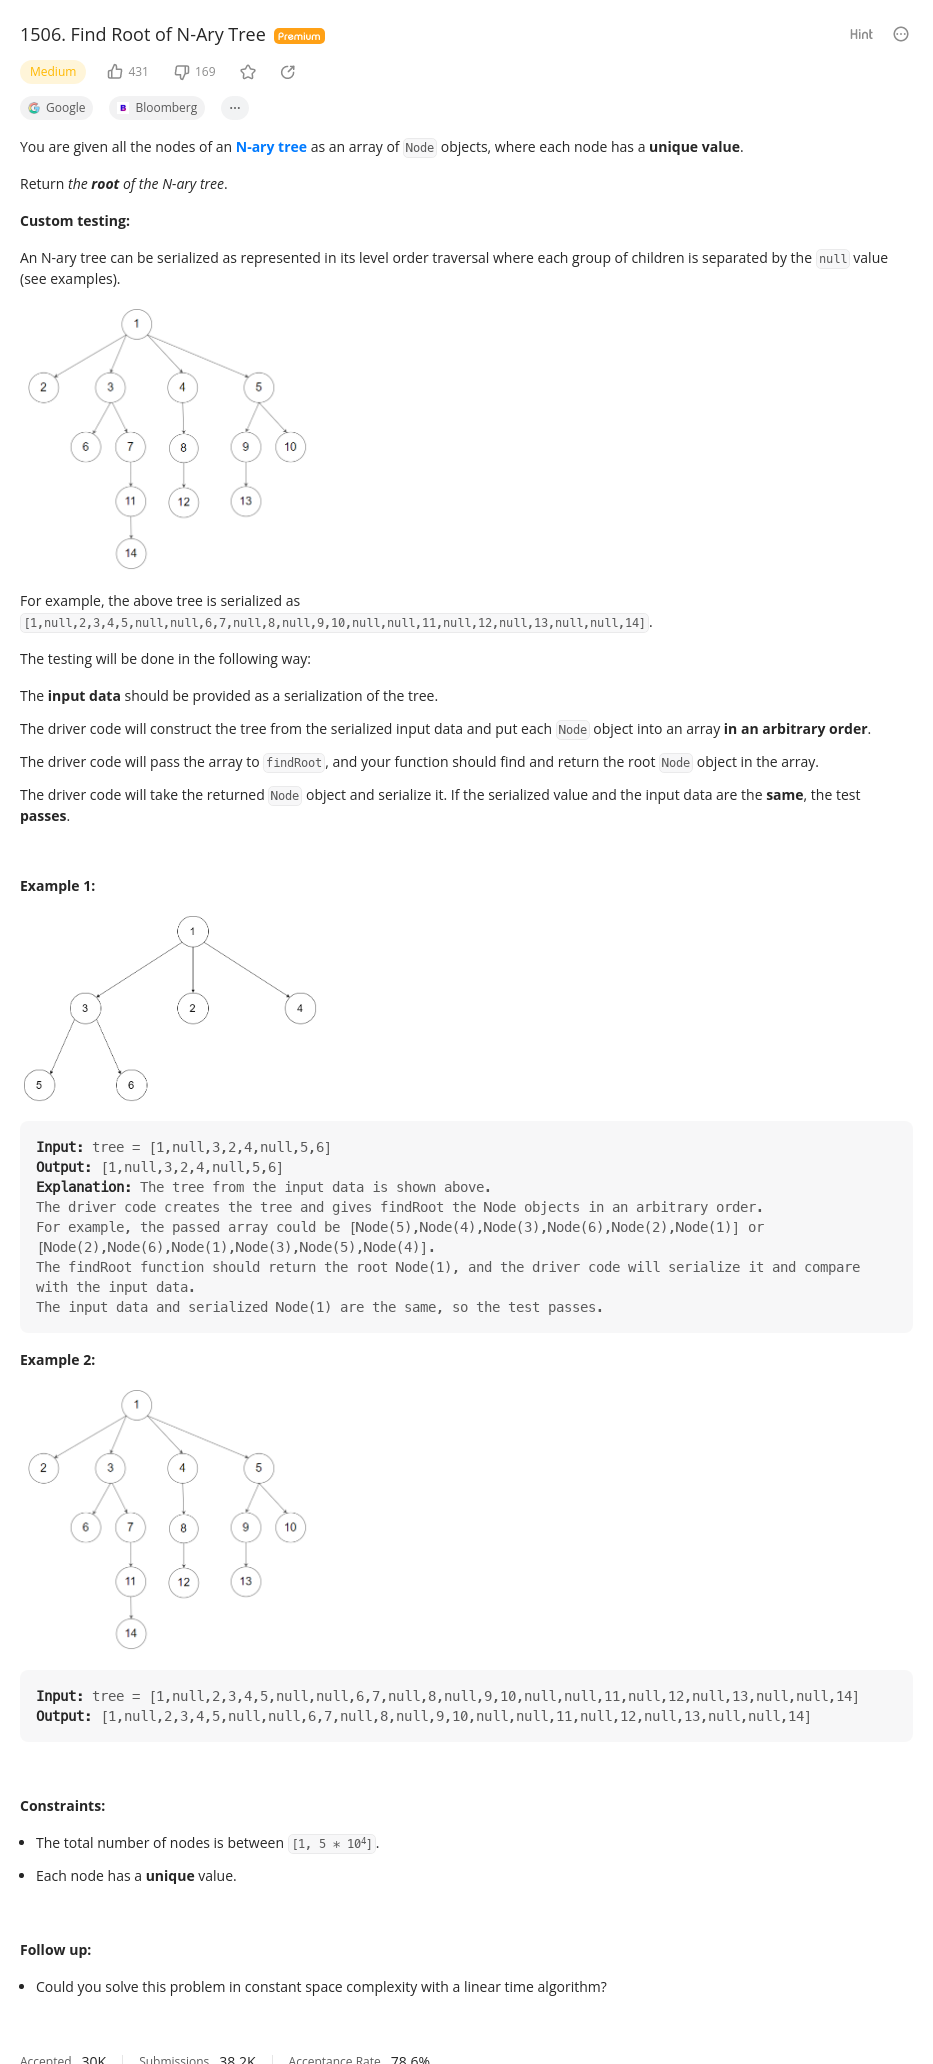 1506. Find Root of N-Ary Tree Premium Hint
Medium 431 169
Google B Bloomberg ...
You are given all the nodes of an N-ary tree as an array of Node objects, where each node has a unique value.
Return the root of the N-ary tree.
Custom testing:
An N-ary tree can be serialized as represented in its level order traversal where each group of children is separated by the null value
(see examples).
1
2 3 4 5
6 7 8 9 10
11 12 13
14
For example, the above tree is serialized as
[1,null,2,3,4,5,null,null,6,7,null,8,null,9,10,null,null,11,null,12,null,13,null,null,14].
The testing will be done in the following way:
The input data should be provided as a serialization of the tree.
The driver code will construct the tree from the serialized input data and put each Node object into an array in an arbitrary order.
The driver code will pass the array to findRoot, and your function should find and return the root Node object in the array.
The driver code will take the returned Node object and serialize it. If the serialized value and the input data are the same, the test
passes.
Example 1:
1
3 2 4
5 6
Input: tree = [1,null,3,2,4,null,5,6]
Output: [1,null,3,2,4,null,5,6]
Explanation: The tree from the input data is shown above.
The driver code creates the tree and gives findRoot the Node objects in an arbitrary order.
For example, the passed array could be [Node(5),Node(4),Node(3),Node(6),Node(2),Node(1)] or
[Node(2),Node(6),Node(1),Node(3),Node(5),Node(4)].
The findRoot function should return the root Node(1), and the driver code will serialize it and compare
with the input data.
The input data and serialized Node(1) are the same, so the test passes.
Example 2:
1
2 3 4 5
6 7 8 9 10
11 12 13
14
Input: tree = [1,null,2,3,4,5,null,null,6,7,null,8,null,9,10,null,null,11,null,12,null,13,null,null,14]
Output: [1,null,2,3,4,5,null,null,6,7,null,8,null,9,10,null,null,11,null,12,null,13,null,null,14]
Constraints:
• The total number of nodes is between [1, 5 * 10⁴].
• Each node has a unique value.
Follow up:
• Could you solve this problem in constant space complexity with a linear time algorithm?
Accepted 30K Submissions 38.2K Acceptance Rate 78.6%